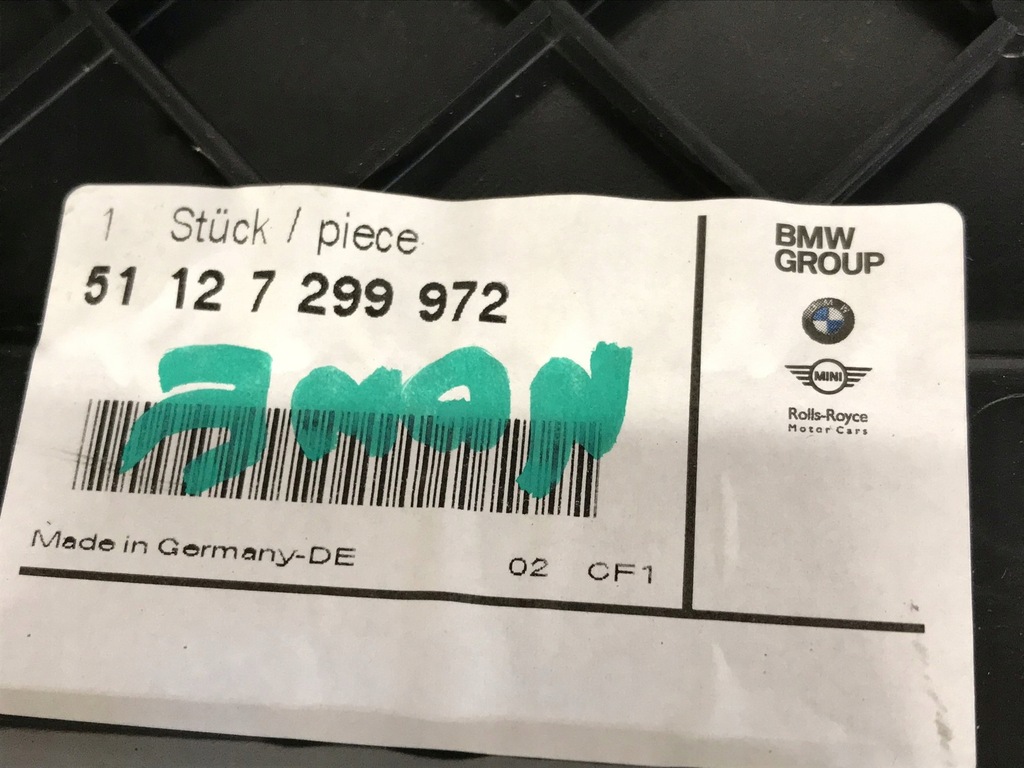 1 Stück / piece
51 12 7 299 972
Made in Germany-DE
02 CF1
BMW
GROUP
BMW
MINI
Rolls-Royce
Motor Cars